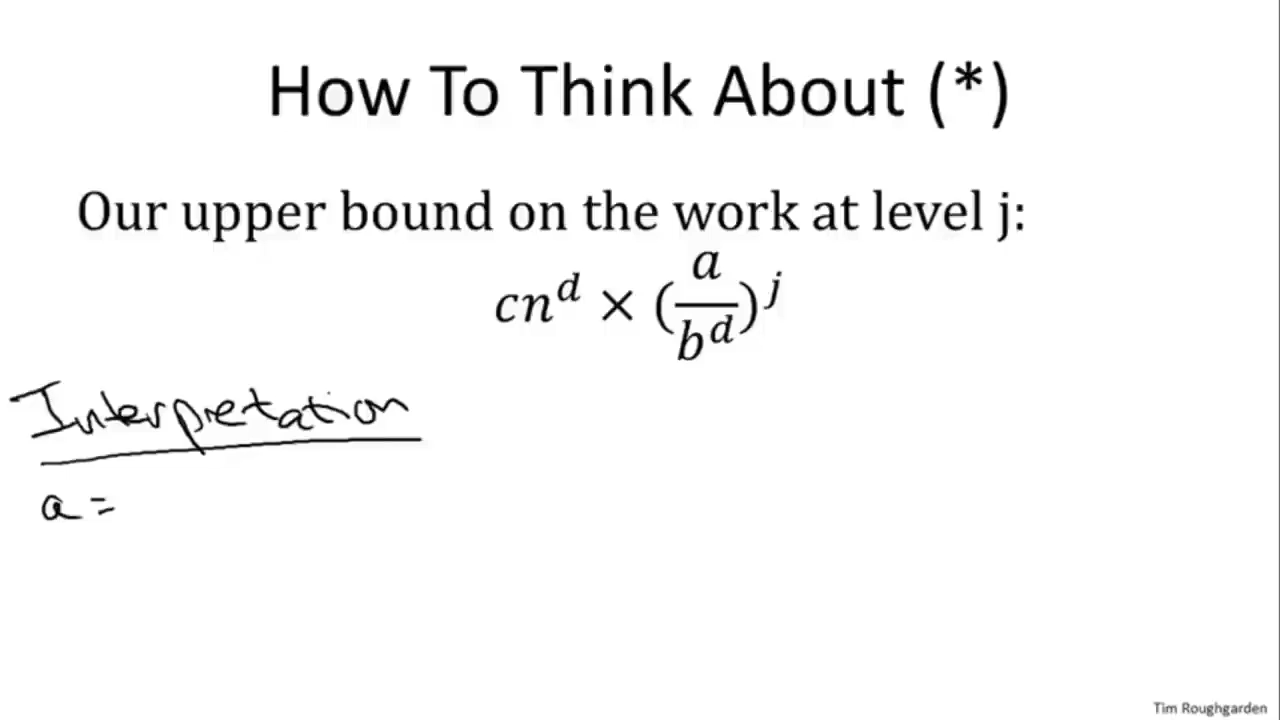 How To Think About (*)
Our upper bound on the work at level j:
cn^d × (a/b^d)^j
Interpretation
a =
Tim Roughgarden